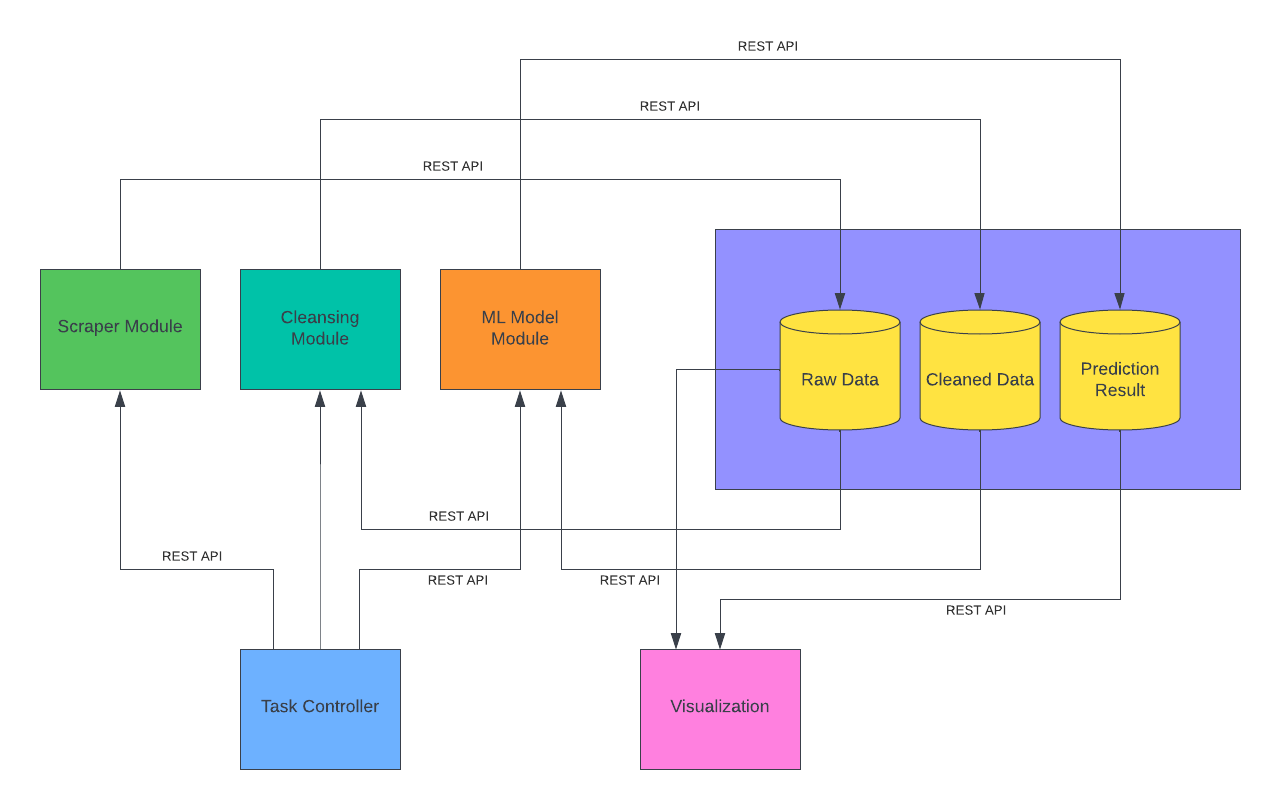 REST API
REST API
REST API
Scraper Module
Cleansing
Module
ML Model
Module
Raw Data
Cleaned Data
Prediction
Result
REST API
REST API
REST API
REST API
REST API
Task Controller
Visualization